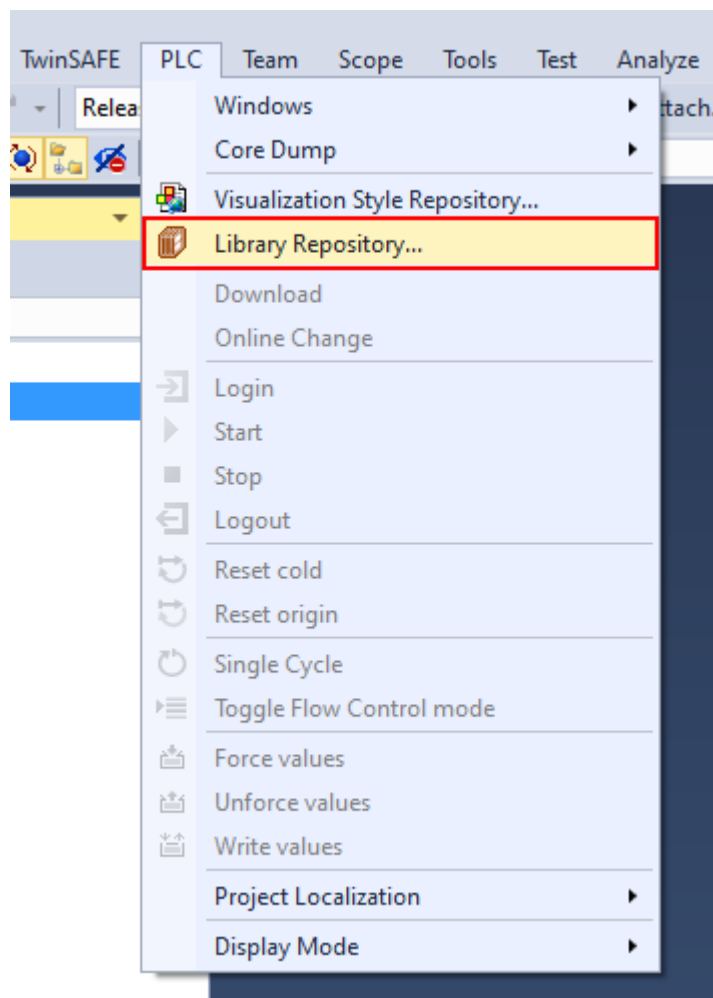 TwinSAFE PLC Team Scope Tools Test Analyze
Windows
Core Dump
Visualization Style Repository...
Library Repository...
Download
Online Change
Login
Start
Stop
Logout
Reset cold
Reset origin
Single Cycle
Toggle Flow Control mode
Force values
Unforce values
Write values
Project Localization
Display Mode